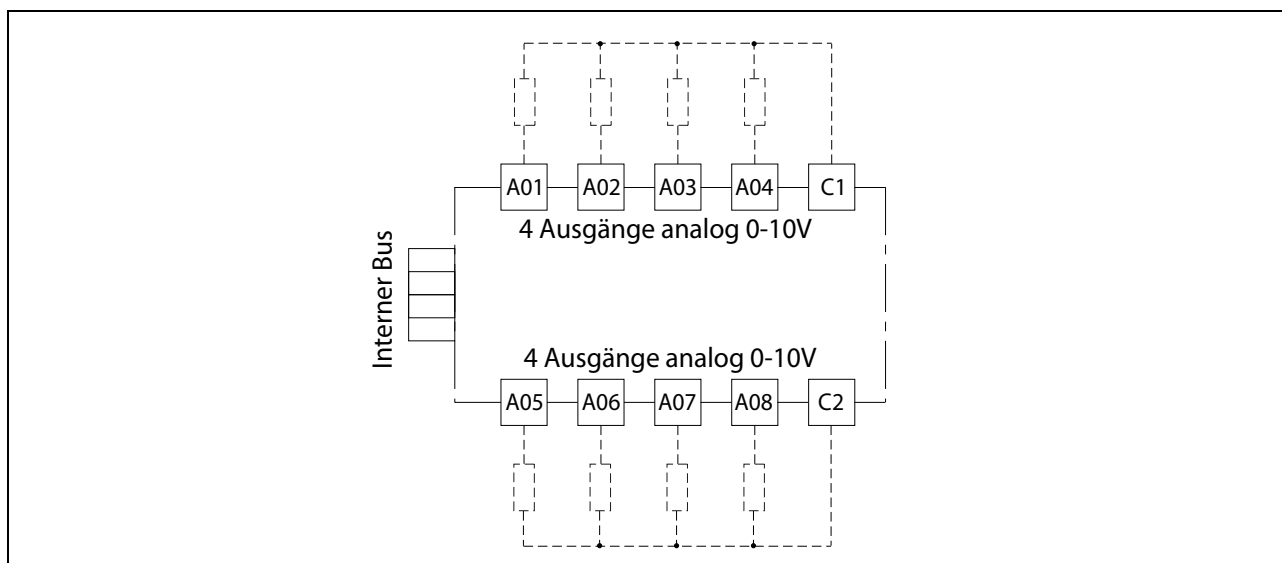 A01 A02 A03 A04 C1
4 Ausgänge analog 0-10V
Interner Bus
4 Ausgänge analog 0-10V
A05 A06 A07 A08 C2